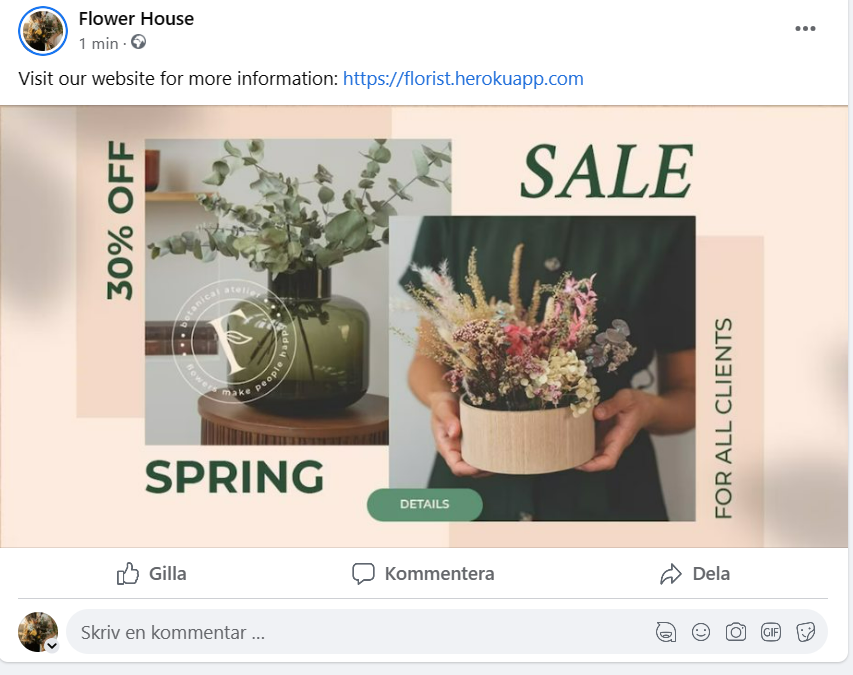 Flower House
1 min ·
Visit our website for more information: https://florist.herokuapp.com
30% OFF
SALE
botanical atelier
F
flowers make people happy
FOR ALL CLIENTS
SPRING
DETAILS
Gilla
Kommentera
Dela
Skriv en kommentar ...
GIF